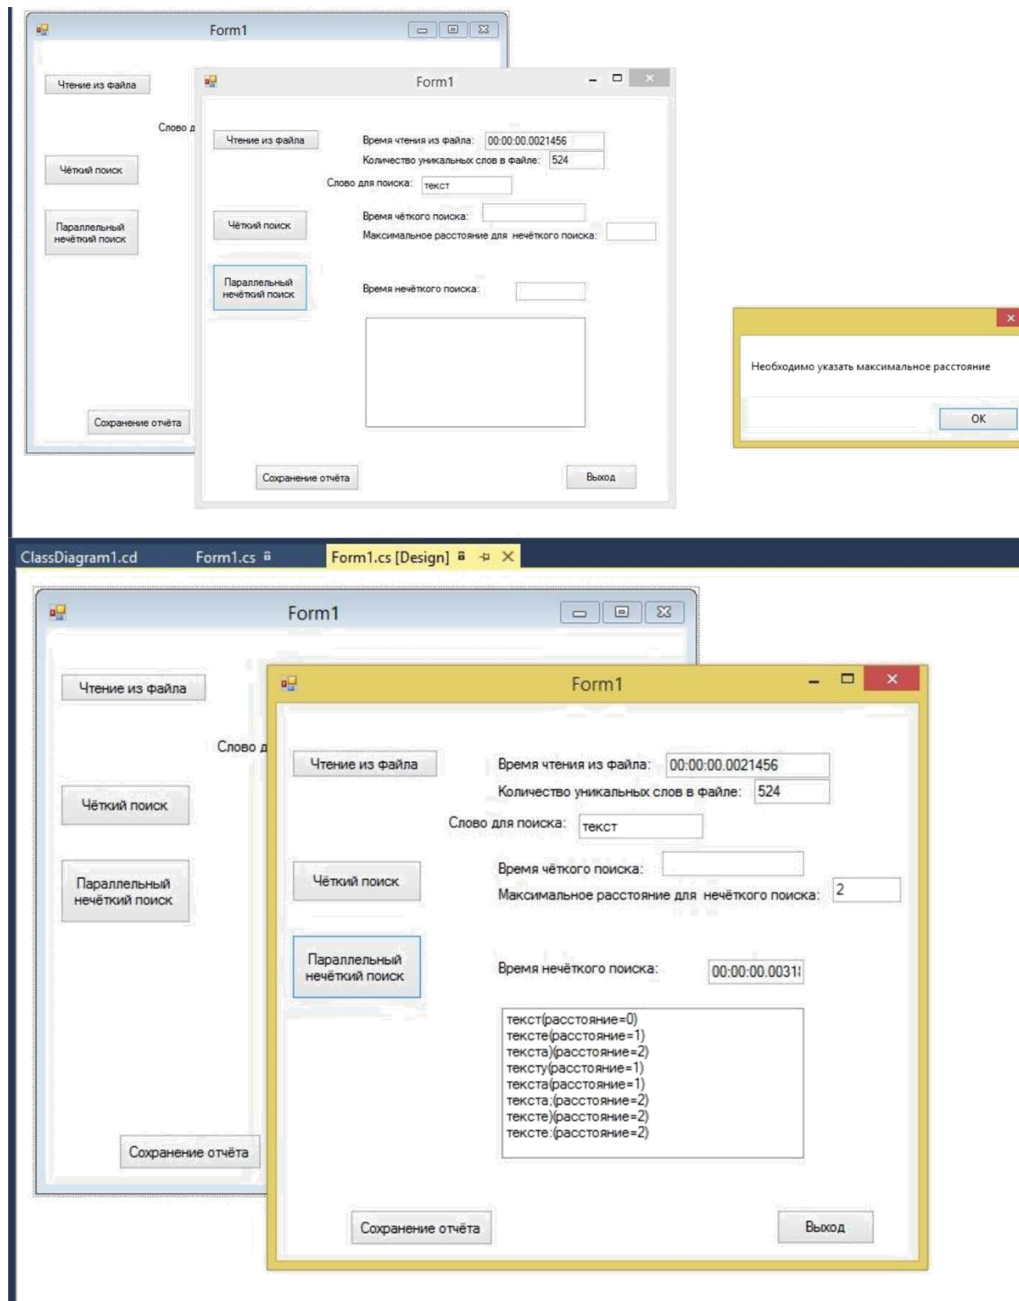 Form1
Чтение из файла
Слово д
Чёткий поиск
Параллельный
нечёткий поиск
Сохранение отчёта
Form1
Чтение из файла
Время чтения из файла: 00:00:00.0021456
Количество уникальных слов в файле: 524
Слово для поиска: текст
Чёткий поиск
Время чёткого поиска:
Максимальное расстояние для нечёткого поиска:
Параллельный
нечёткий поиск
Время нечёткого поиска:
Сохранение отчёта
Выход
Необходимо указать максимальное расстояние
OK
ClassDiagram1.cd Form1.cs Form1.cs [Design]
Form1
Чтение из файла
Слово д
Чёткий поиск
Параллельный
нечёткий поиск
Сохранение отчёта
Form1
Чтение из файла
Время чтения из файла: 00:00:00.0021456
Количество уникальных слов в файле: 524
Слово для поиска: текст
Чёткий поиск
Время чёткого поиска:
Максимальное расстояние для нечёткого поиска: 2
Параллельный
нечёткий поиск
Время нечёткого поиска: 00:00:00.0031
текст(расстояние=0)
тексте(расстояние=1)
текста)(расстояние=2)
тексту(расстояние=1)
текста(расстояние=1)
текста;(расстояние=2)
тексте)(расстояние=2)
тексте:(расстояние=2)
Сохранение отчёта
Выход